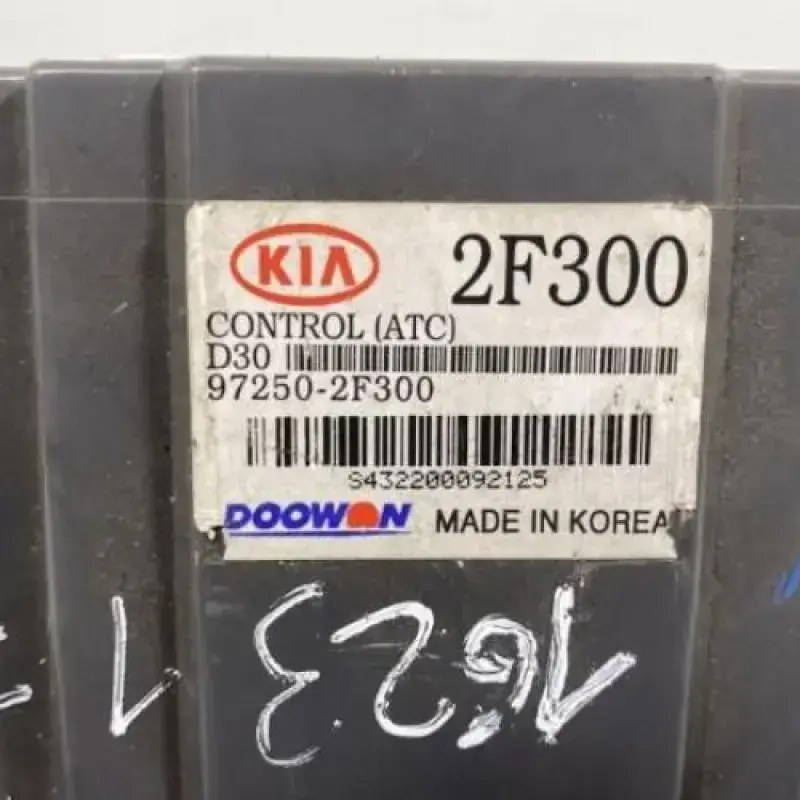 KIA 2F300
CONTROL (ATC)
D30
97250-2F300
S432200092125
DOOWON MADE IN KOREA